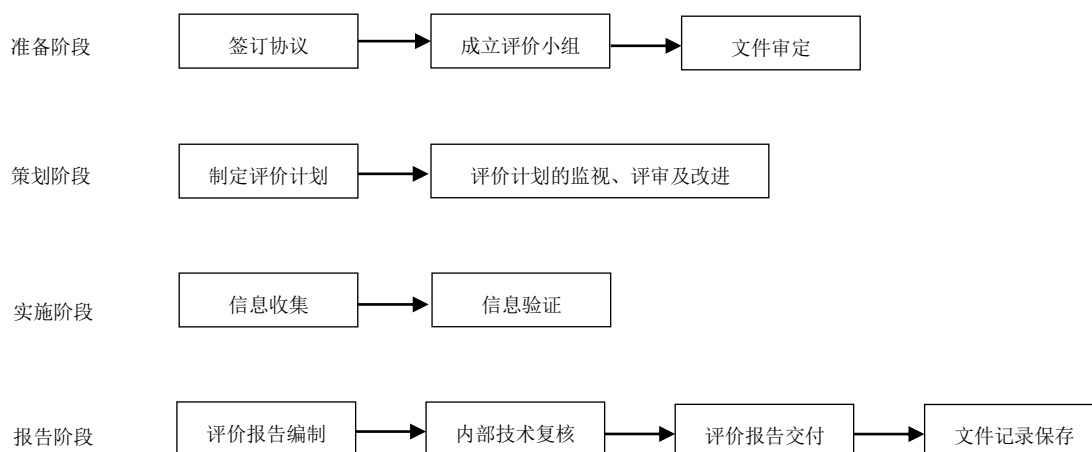 准备阶段 签订协议 成立评价小组 文件审定
策划阶段 制定评价计划 评价计划的监视、评审及改进
实施阶段 信息收集 信息验证
报告阶段 评价报告编制 内部技术复核 评价报告交付 文件记录保存